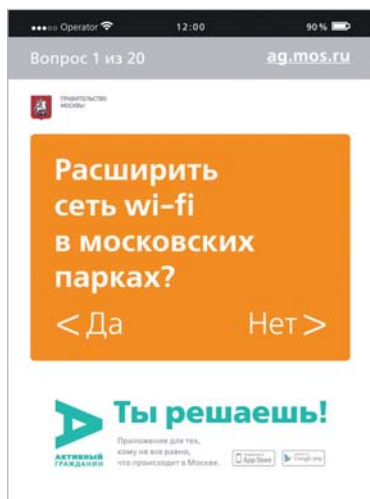 Operator 12:00 90%
Вопрос 1 из 20 ag.mos.ru
ПРАВИТЕЛЬСТВО
МОСКВЫ
Расширить
сеть wi-fi
в московских
парках?
< Да Нет >
Ты решаешь!
АКТИВНЫЙ
ГРАЖДАНИН
Приложение для тех,
кому не все равно,
что происходит в Москве.
App Store Google play